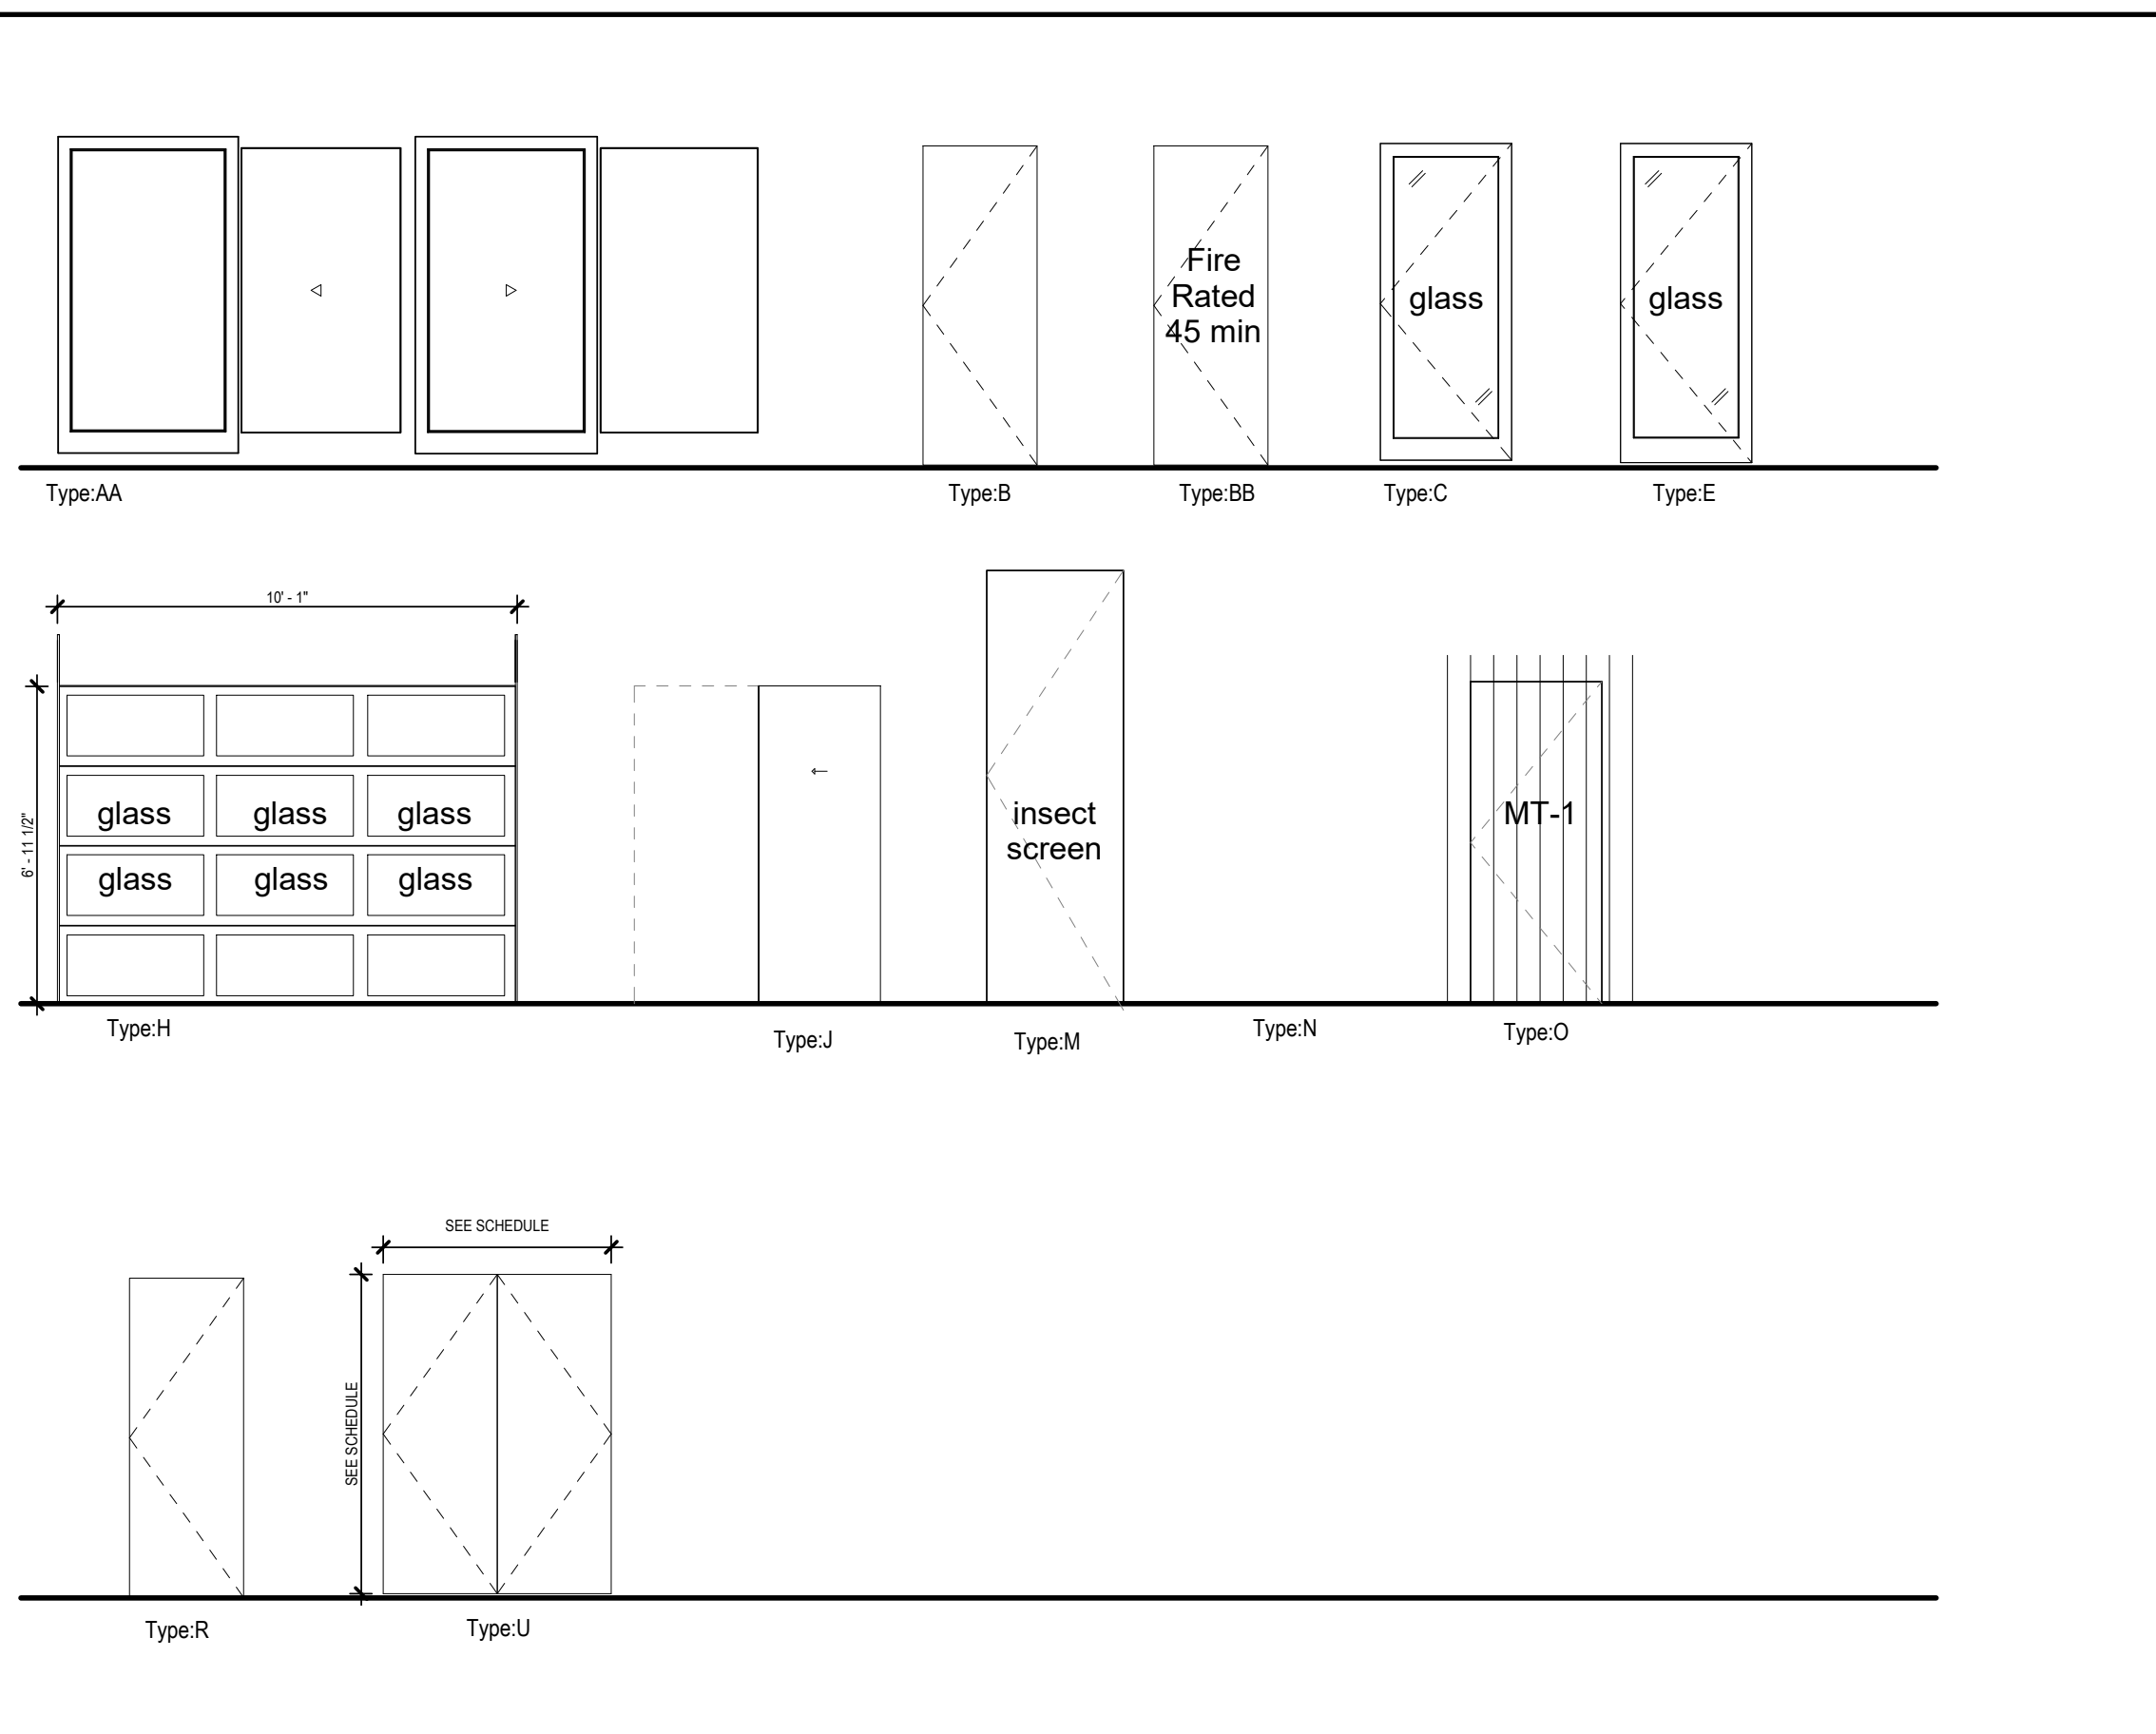 Fire
Rated
45 min
glass
glass
Type:AA
Type:B
Type:BB
Type:C
Type:E
10' - 1"
6' - 11 1/2"
glass glass glass
glass glass glass
insect
screen
MT-1
Type:H
Type:J
Type:M
Type:N
Type:O
SEE SCHEDULE
SEE SCHEDULE
Type:R
Type:U